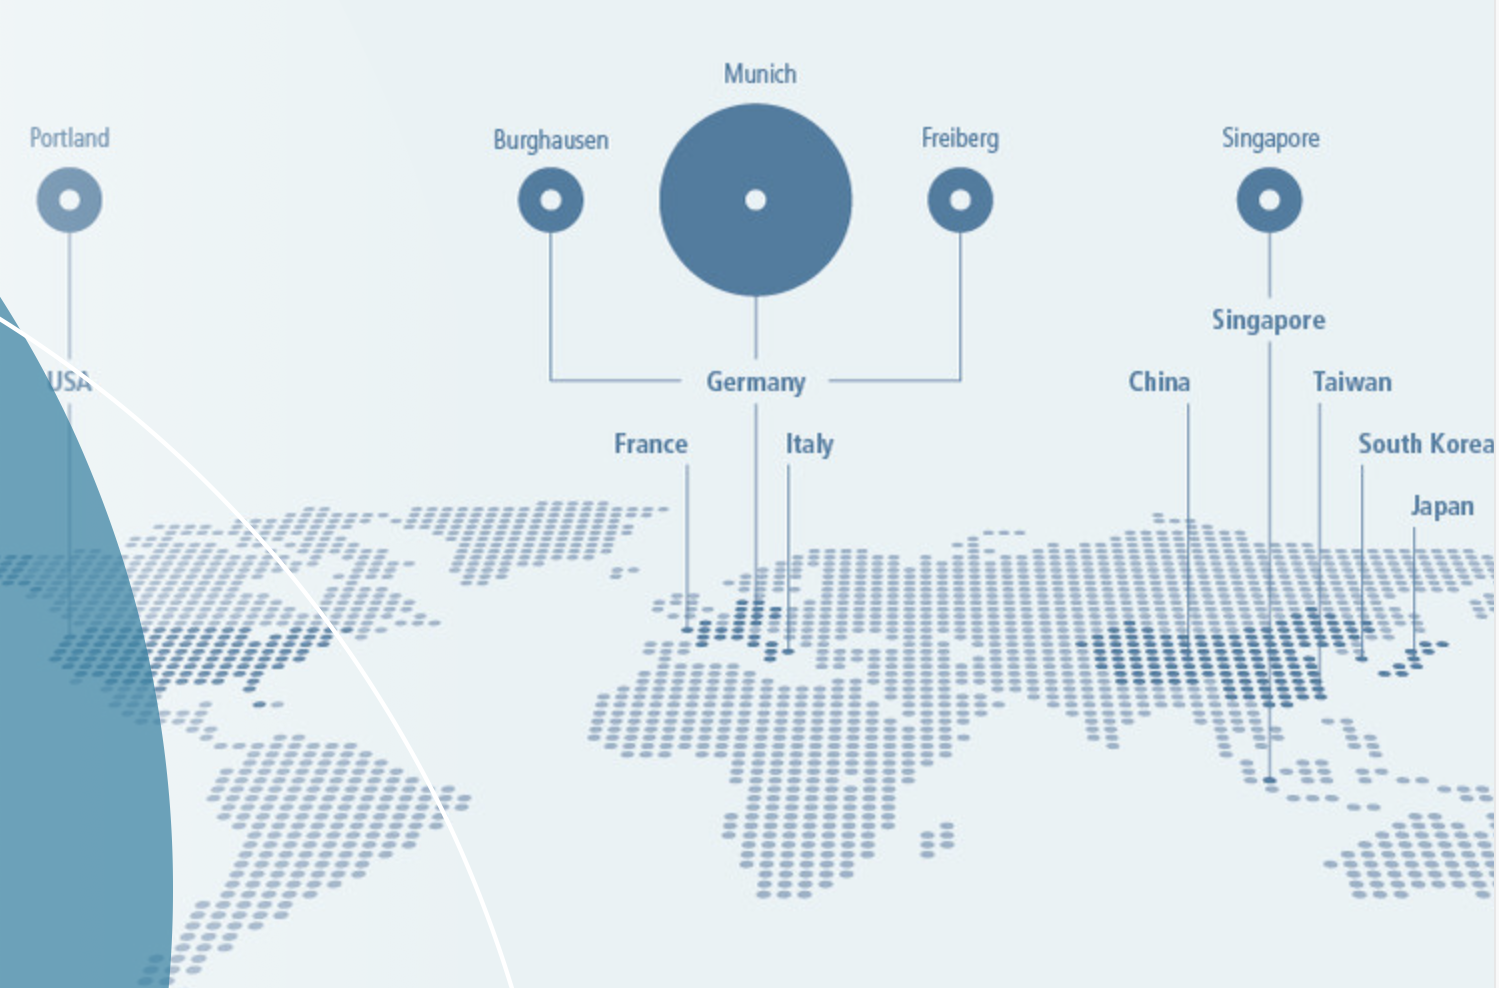 Munich
Portland
Burghausen
Freiberg
Singapore
Singapore
USA
Germany
China
Taiwan
France
Italy
South Korea
Japan